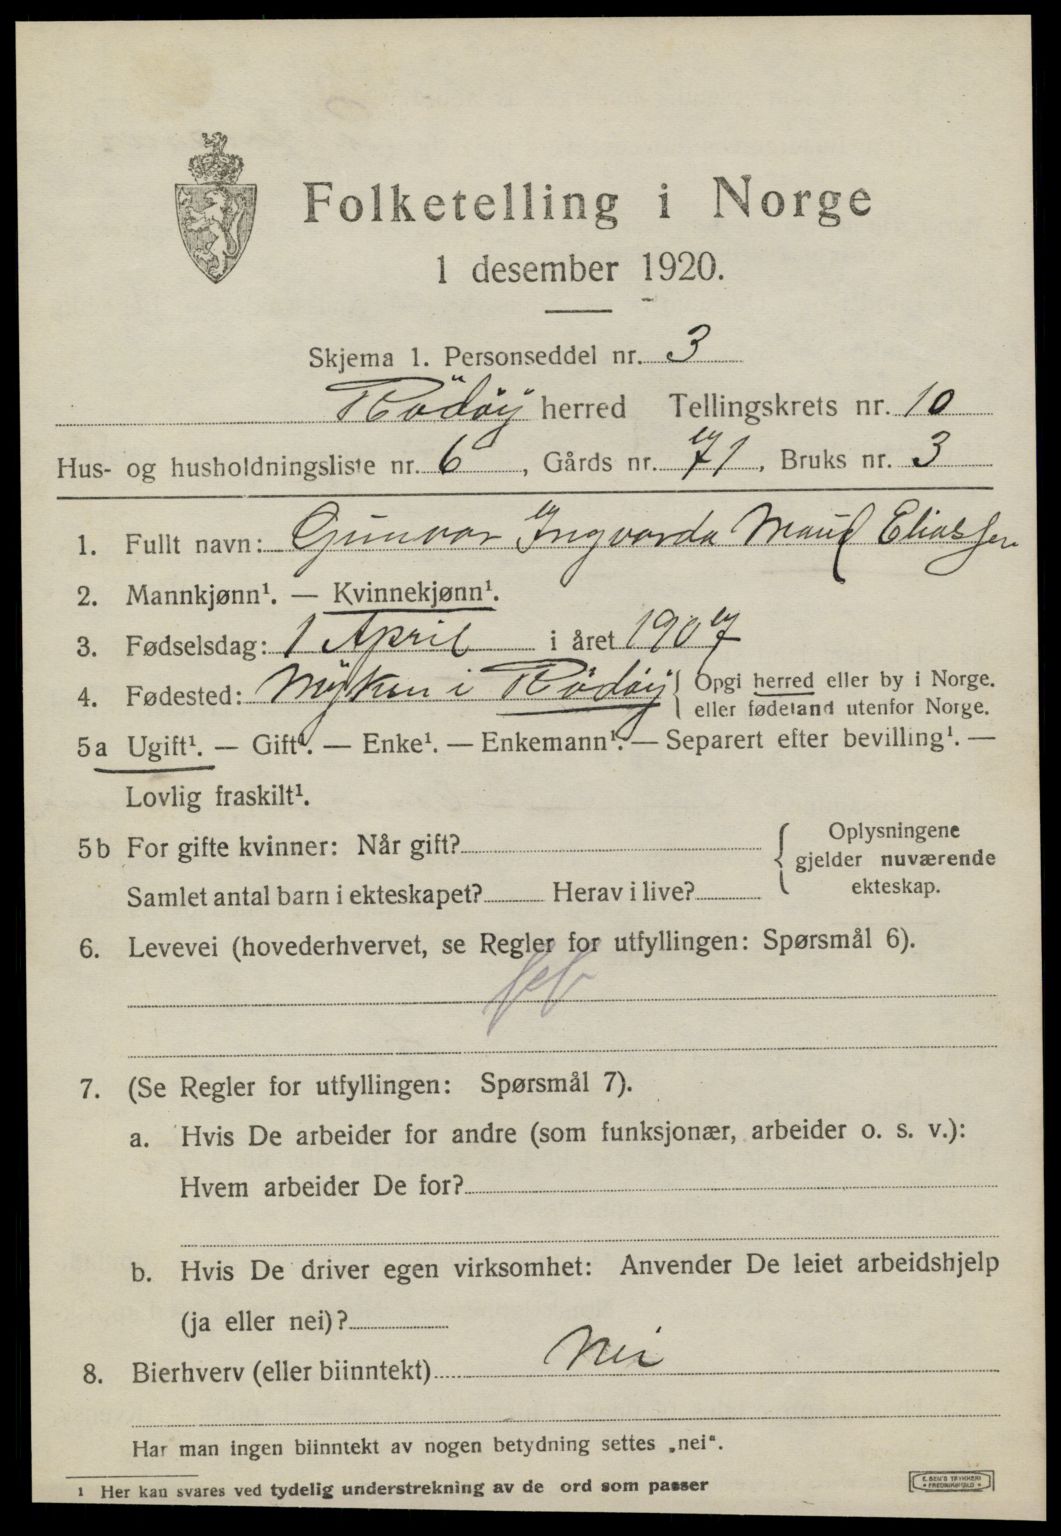 Folketelling i Norge
1 desember 1920.
Skjema 1. Personseddel nr. 3
Rödöy herred Tellingskrets nr. 10
Hus- og husholdningsliste nr. 6, Gårds nr. 71, Bruks nr. 3
1. Fullt navn: Gunvor Ingvarda Maud Eliassen
2. Mannkjønn¹. — Kvinnekjønn¹.
3. Fødselsdag: 1 April i året 1907
4. Fødested: Myken i Rödöy { Opgi herred eller by i Norge.
eller fødeland utenfor Norge.
5a Ugift¹. — Gift¹. — Enke¹. — Enkemann¹. — Separert efter bevilling¹. —
Lovlig fraskilt¹.
5b For gifte kvinner: Når gift? { Oplysningene
gjelder nuværende
Samlet antal barn i ekteskapet? Herav i live? ekteskap.
6. Levevei (hovederhvervet, se Regler for utfyllingen: Spørsmål 6).
7. (Se Regler for utfyllingen: Spørsmål 7).
a. Hvis De arbeider for andre (som funksjonær, arbeider o. s. v.):
Hvem arbeider De for?
b. Hvis De driver egen virksomhet: Anvender De leiet arbeidshjelp
(ja eller nei)?
8. Bierhverv (eller biinntekt) Nei
Har man ingen biinntekt av nogen betydning settes „nei“.
1 Her kan svares ved tydelig understrekning av de ord som passer
E. SEM'S TRYKKERI
FREDRIKSHALD